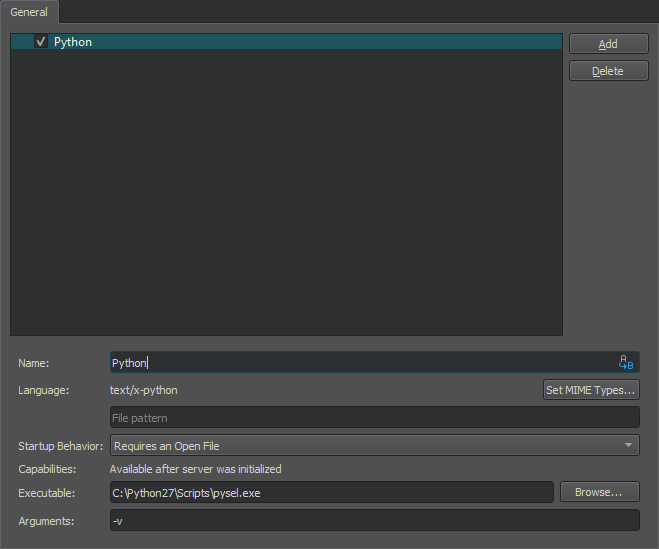 General
Python
Add
Delete
Name:
Python
A
B
Language:
text/x-python
Set MIME Types...
File pattern
Startup Behavior:
Requires an Open File
Capabilities:
Available after server was initialized
Executable:
C:\Python27\Scripts\pysel.exe
Browse...
Arguments:
-v